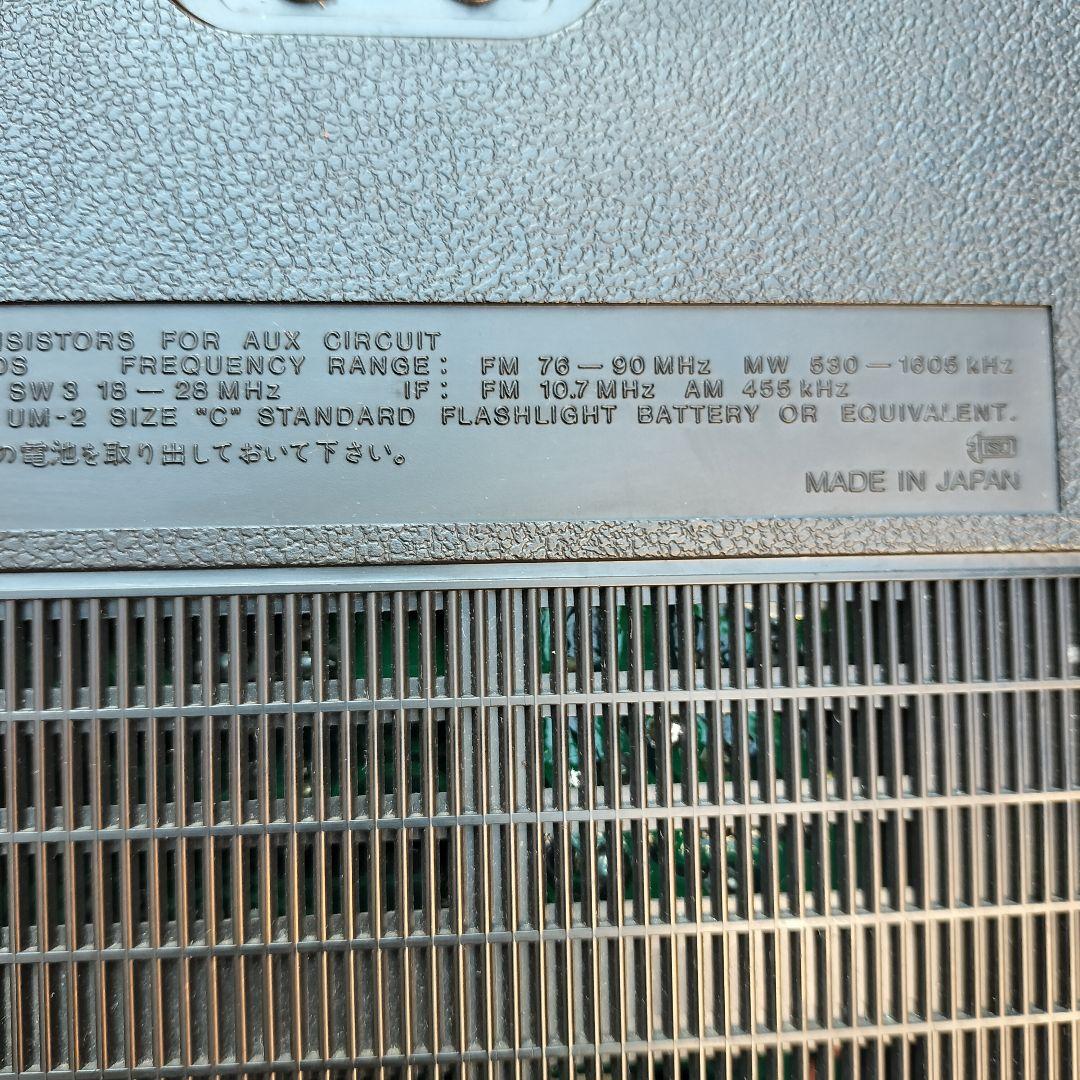 NSISTORS FOR AUX CIRCUIT
DS FREQUENCY RANGE: FM 76 — 90 MHz MW 530 — 1605 kHz
SW 3 18 — 28 MHz IF: FM 10.7 MHz AM 455 kHz
UM-2 SIZE "C" STANDARD FLASHLIGHT BATTERY OR EQUIVALENT.
の電池を取り出しておいて下さい。
MADE IN JAPAN